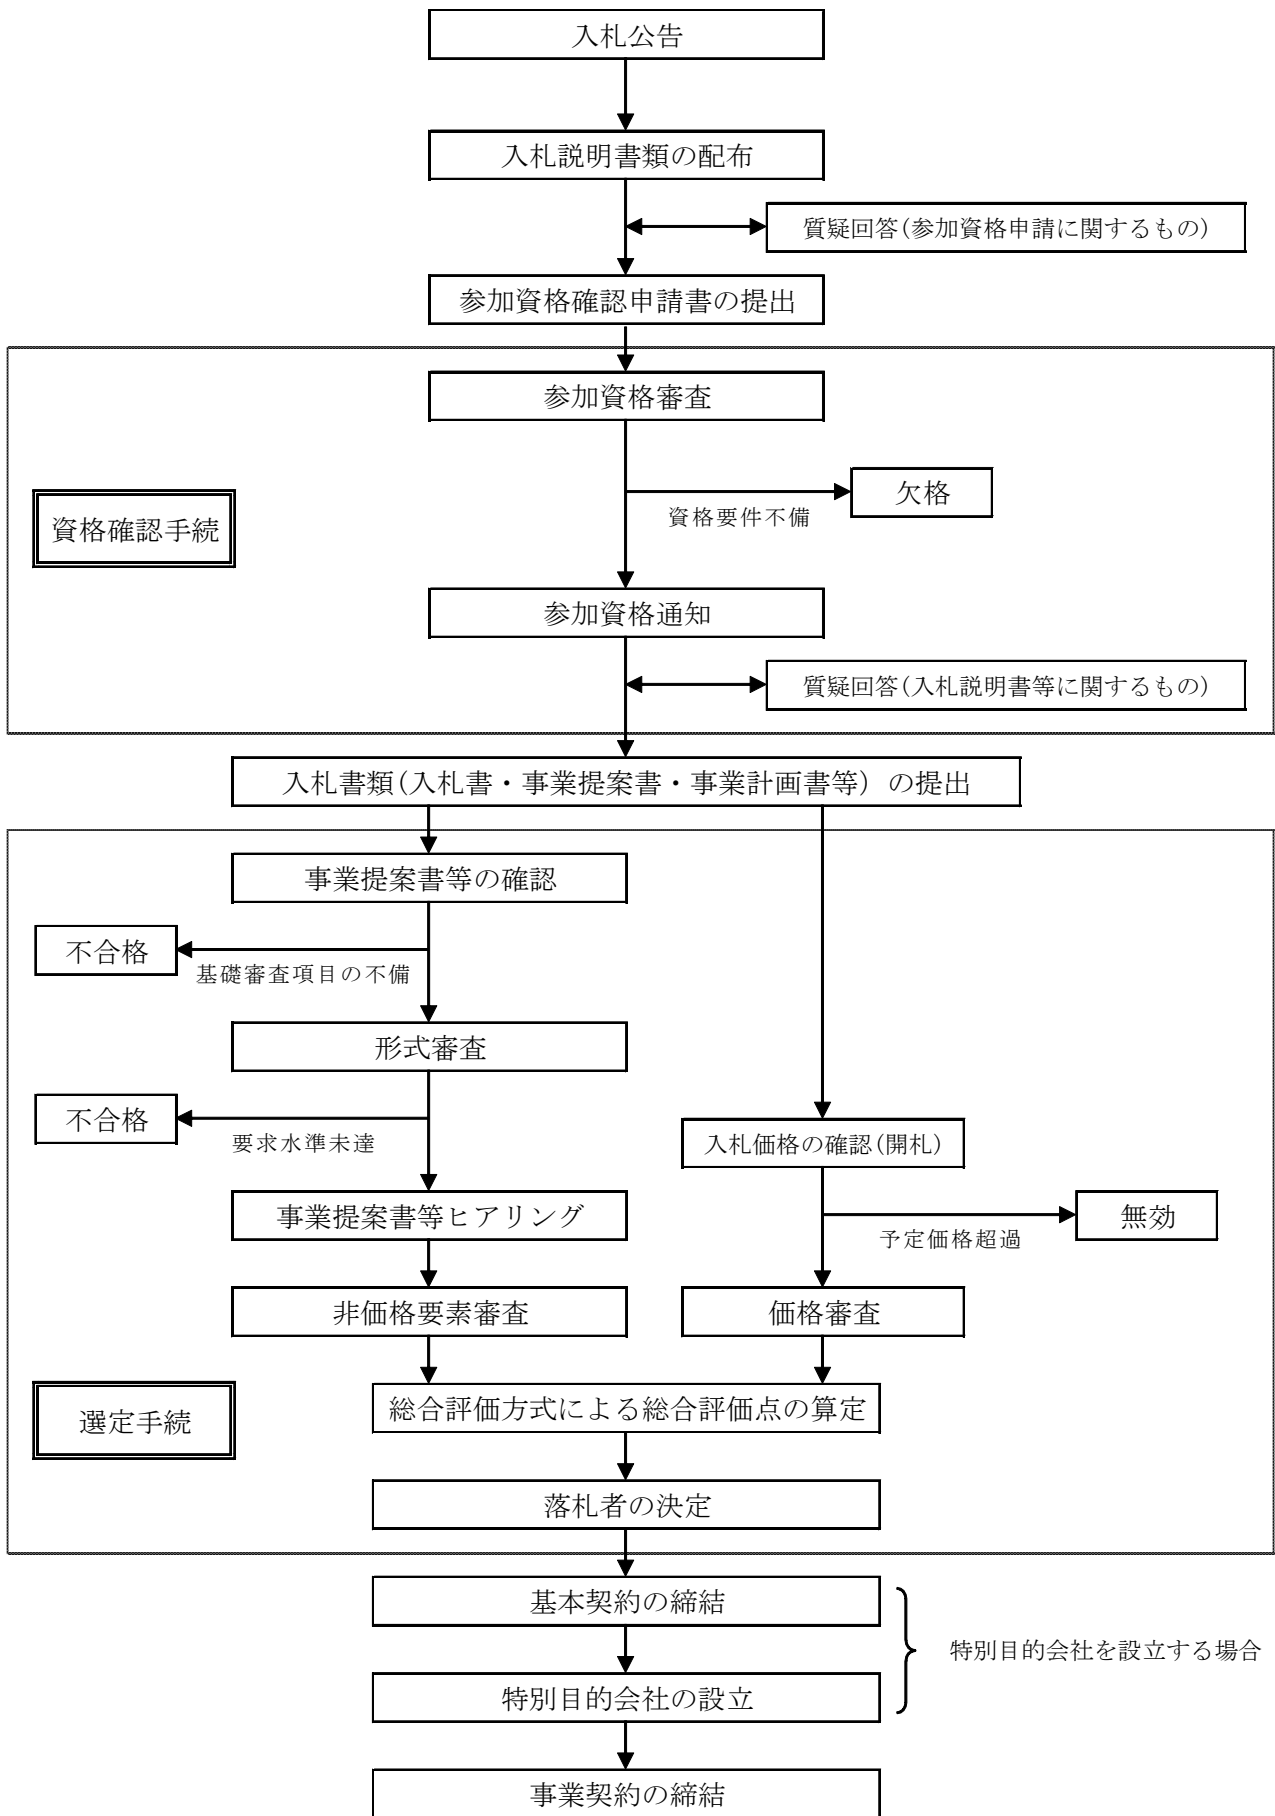 入札公告
入札説明書類の配布
質疑回答(参加資格申請に関するもの)
参加資格確認申請書の提出
参加資格審査
欠格
資格要件不備
資格確認手続
参加資格通知
質疑回答(入札説明書等に関するもの)
入札書類(入札書・事業提案書・事業計画書等)の提出
事業提案書等の確認
不合格
基礎審査項目の不備
形式審査
不合格
要求水準未達
入札価格の確認(開札)
事業提案書等ヒアリング
無効
予定価格超過
非価格要素審査
価格審査
総合評価方式による総合評価点の算定
選定手続
落札者の決定
基本契約の締結
特別目的会社を設立する場合
特別目的会社の設立
事業契約の締結